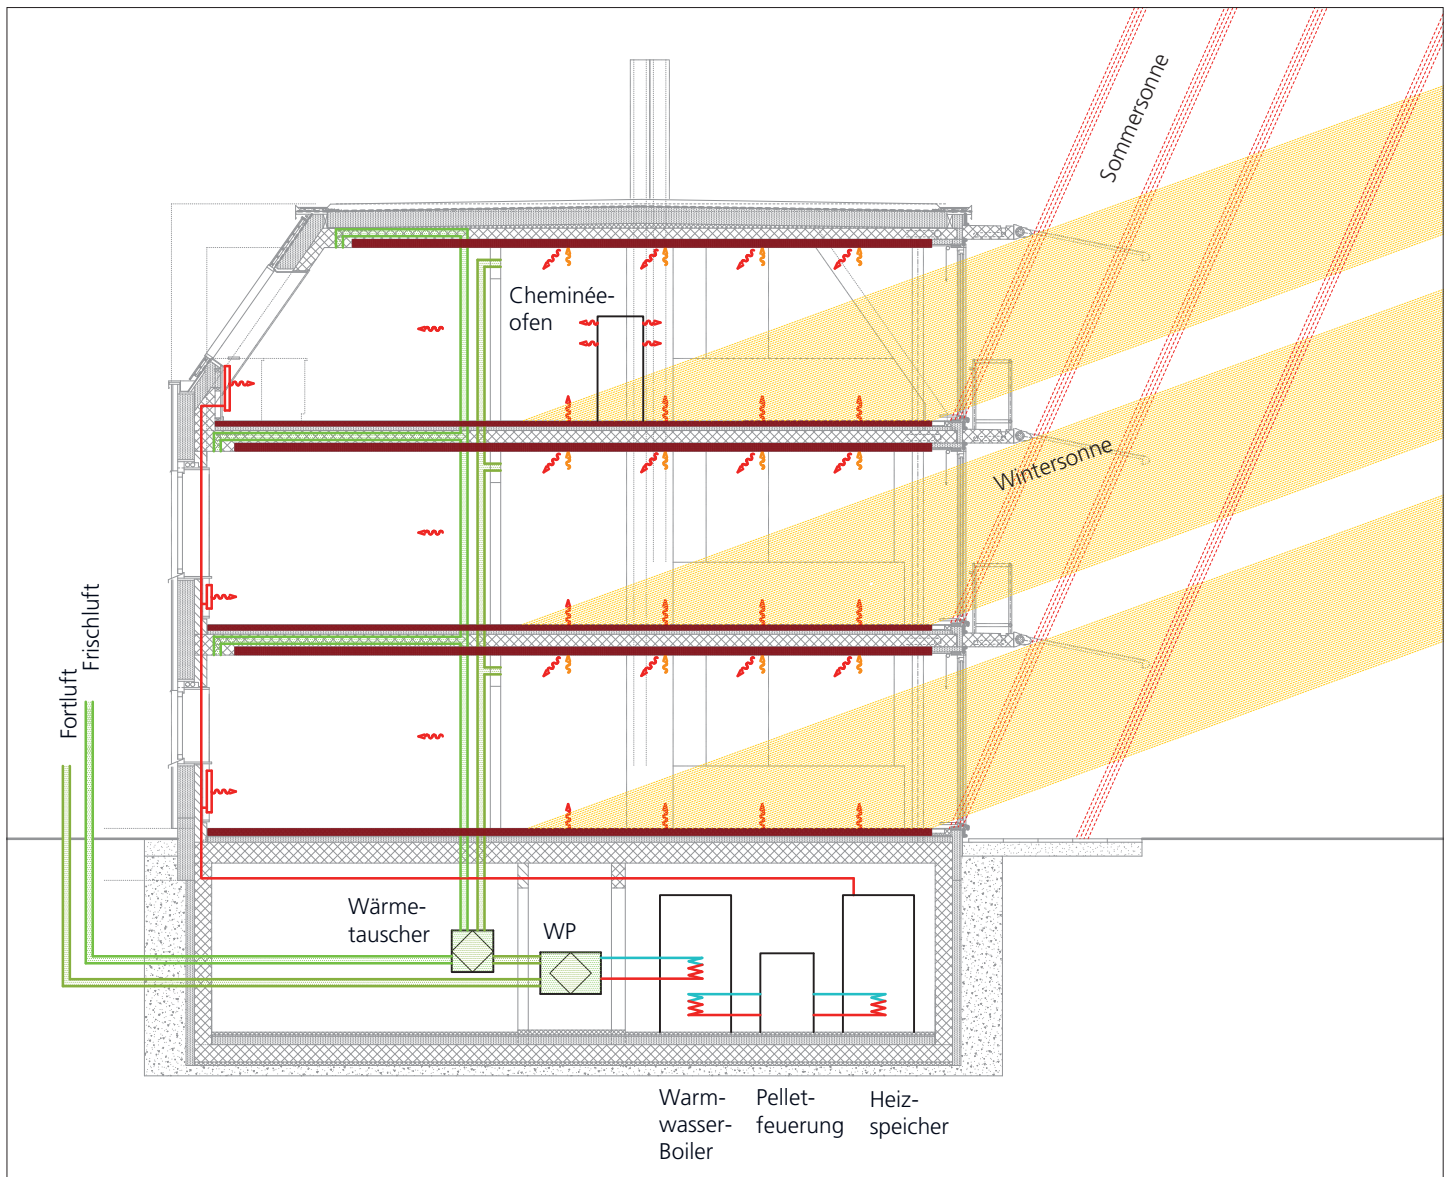 Sommersonne
Cheminée-
ofen
Wintersonne
Fortluft
Frischluft
Wärme-
tauscher
WP
Warm-
wasser-
Boiler
Pellet-
feuerung
Heiz-
speicher